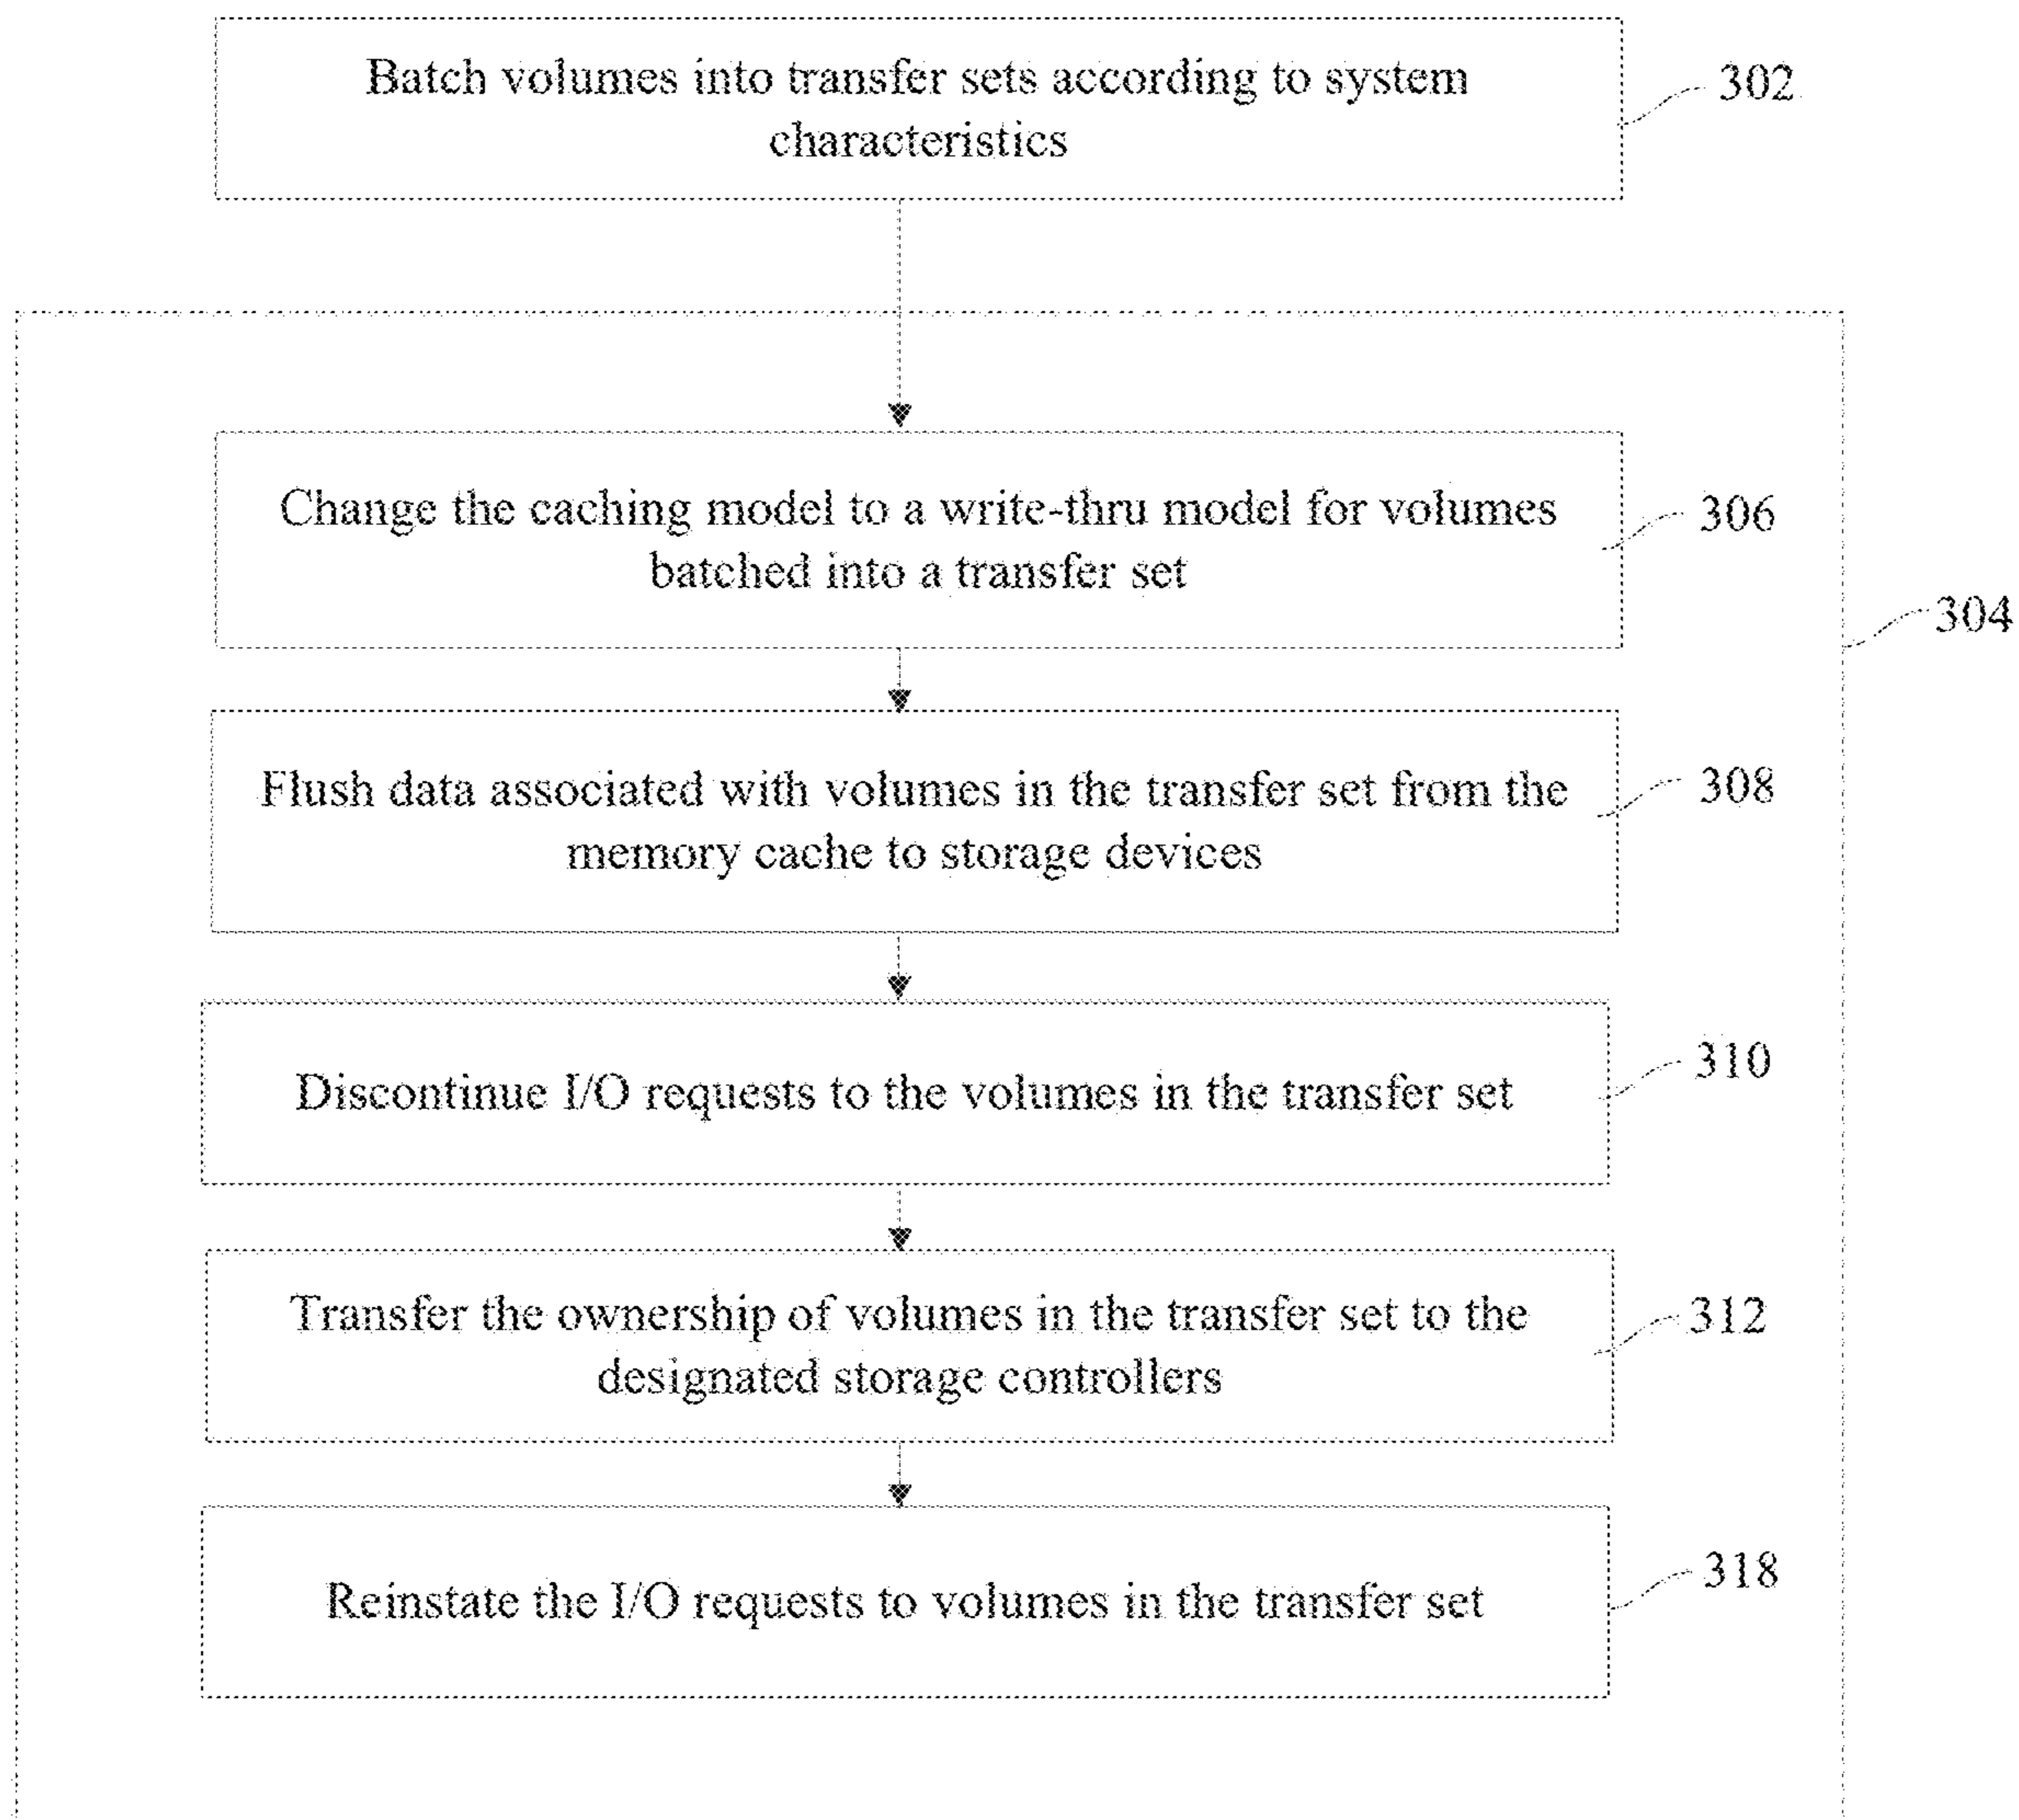 Batch volumes into transfer sets according to system
characteristics
302
Change the caching model to a write-thru model for volumes
batched into a transfer set
306
304
Flush data associated with volumes in the transfer set from the
memory cache to storage devices
308
Discontinue I/O requests to the volumes in the transfer set
310
Transfer the ownership of volumes in the transfer set to the
designated storage controllers
312
Reinstate the I/O requests to volumes in the transfer set
318